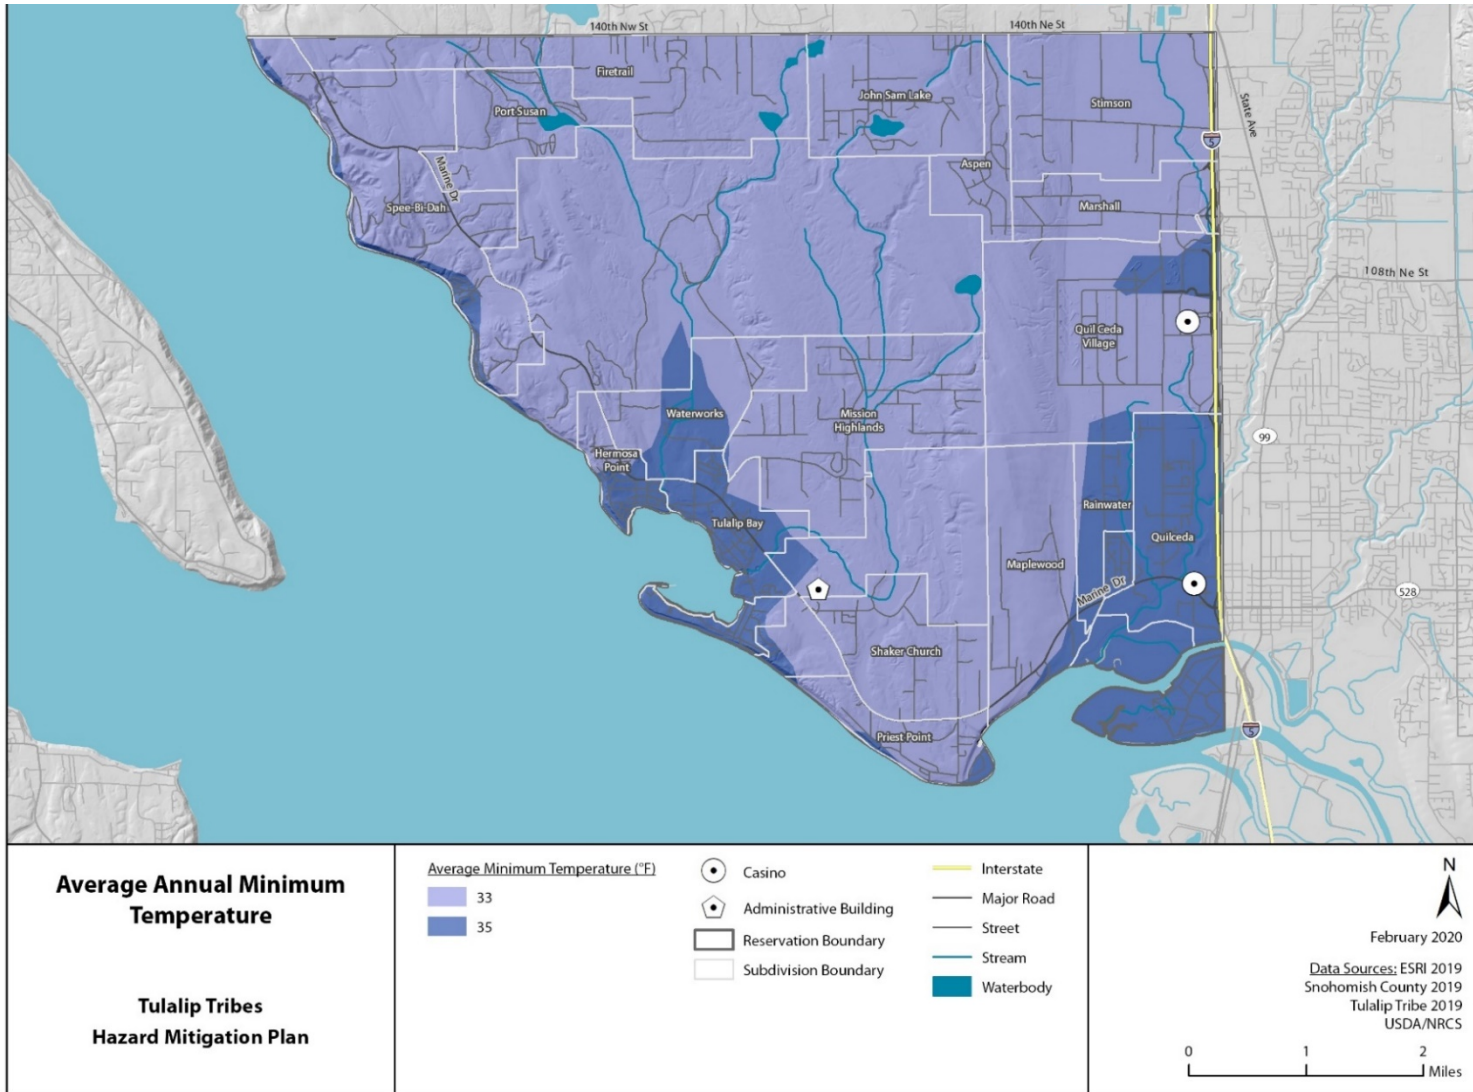 140th Nw St
140th Ne St
Firetrail
Port Susan
John Sam Lake
Stimson
State Ave
5
Aspen
Marine Dr
Spee-Bi-Dah
Marshall
108th Ne St
Quil Ceda
Village
Waterworks
Mission
Highlands
Hermosa
Point
99
Rainwater
Tulalip Bay
Quilceda
Maplewood
Marine Dr
528
Shaker Church
Priest Point
5
Average Annual Minimum
Temperature
Tulalip Tribes
Hazard Mitigation Plan
Average Minimum Temperature (°F)
33
35
Casino
Administrative Building
Reservation Boundary
Subdivision Boundary
Interstate
Major Road
Street
Stream
Waterbody
N
February 2020
Data Sources: ESRI 2019
Snohomish County 2019
Tulalip Tribe 2019
USDA/NRCS
0 1 2
Miles